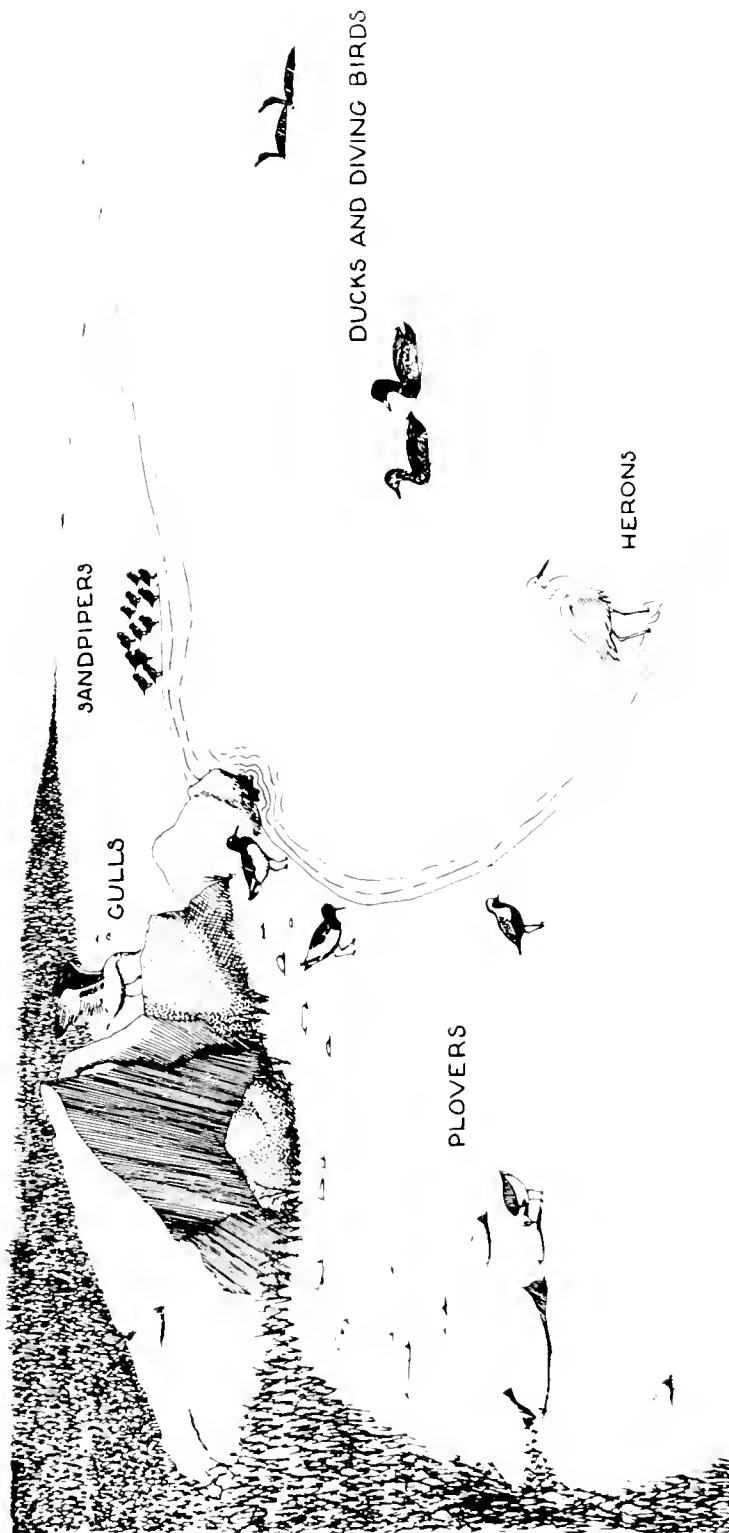 GULLS
SANDPIPERS
PLOVERS
HERONS
DUCKS AND DIVING BIRDS